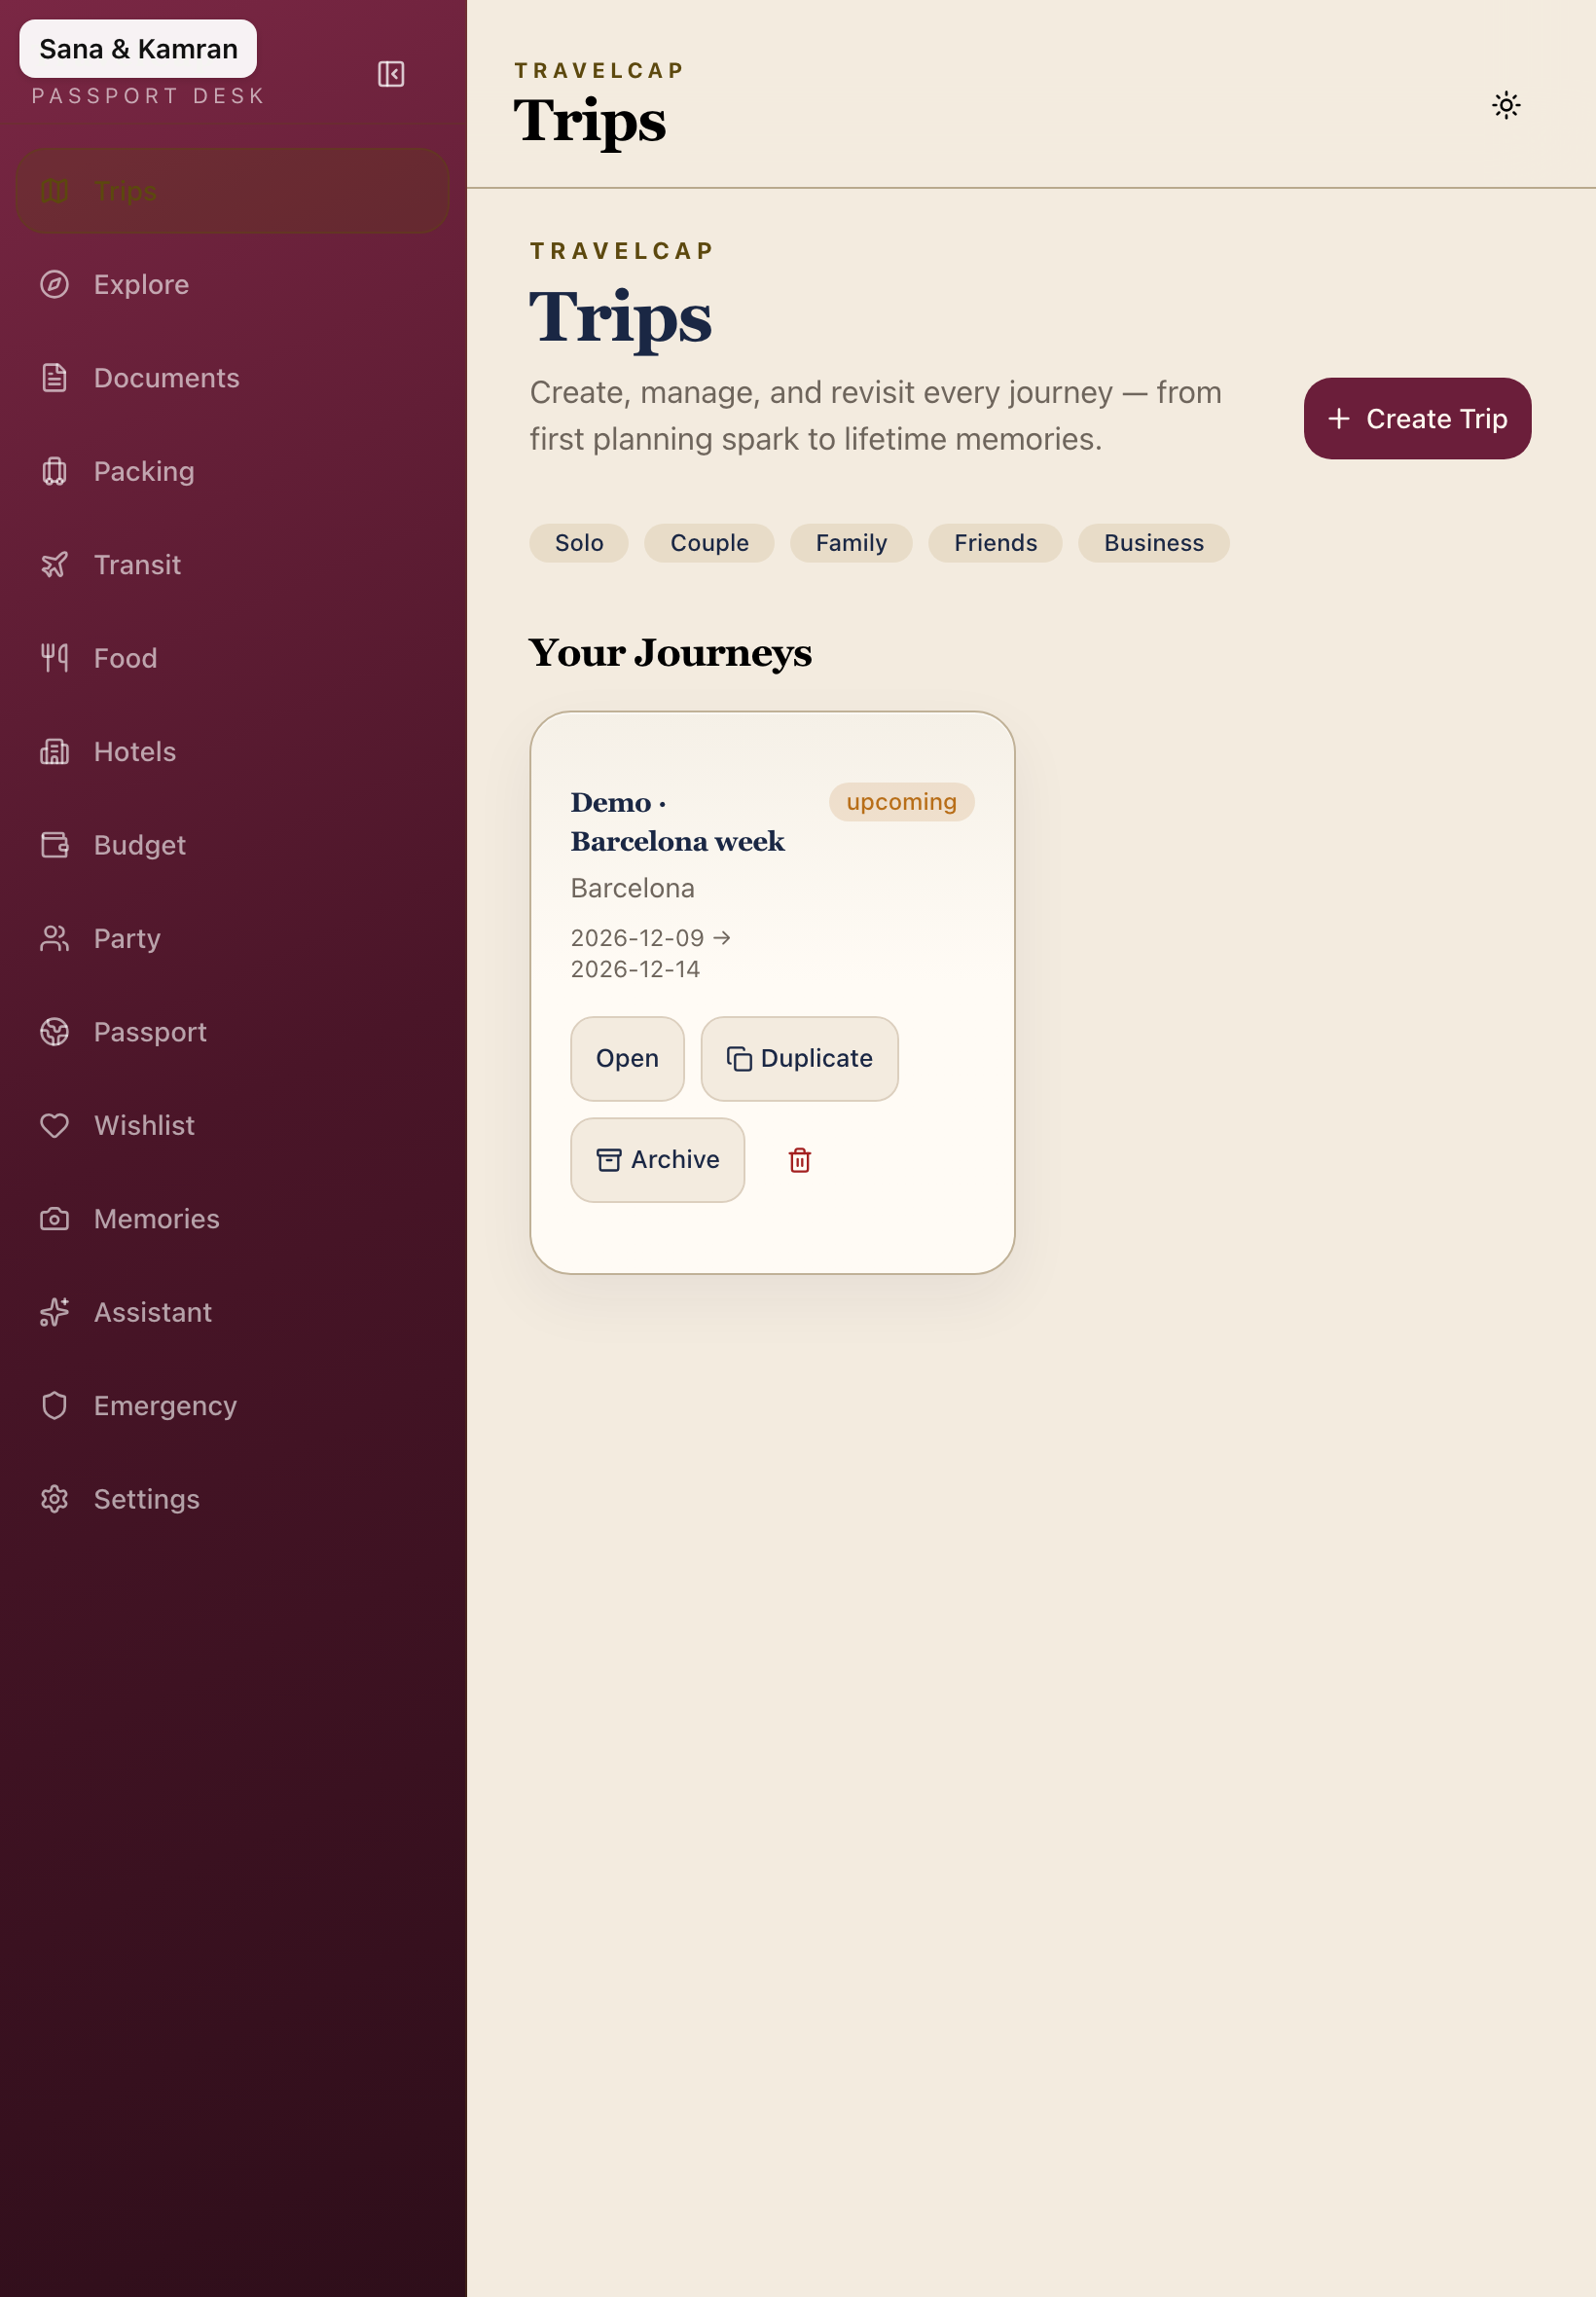 Sana & Kamran
PASSPORT DESK
Trips
Explore
Documents
Packing
Transit
Food
Hotels
Budget
Party
Passport
Wishlist
Memories
Assistant
Emergency
Settings
TRAVELCAP
Trips
TRAVELCAP
Trips
Create, manage, and revisit every journey — from
first planning spark to lifetime memories.
Create Trip
Solo Couple Family Friends Business
Your Journeys
Demo ·
Barcelona week
upcoming
Barcelona
2026-12-09 →
2026-12-14
Open Duplicate
Archive